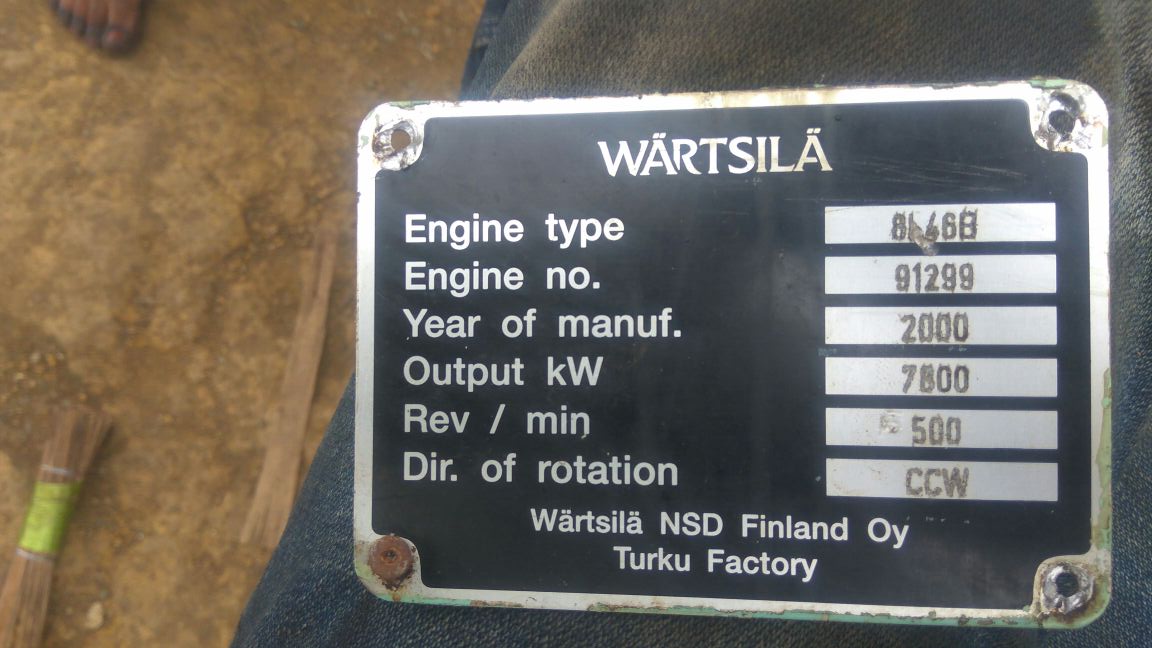 WÄRTSILÄ
Engine type 8L46B
Engine no. 91299
Year of manuf. 2000
Output kW 7800
Rev / min 500
Dir. of rotation CCW
Wärtsilä NSD Finland Oy
Turku Factory